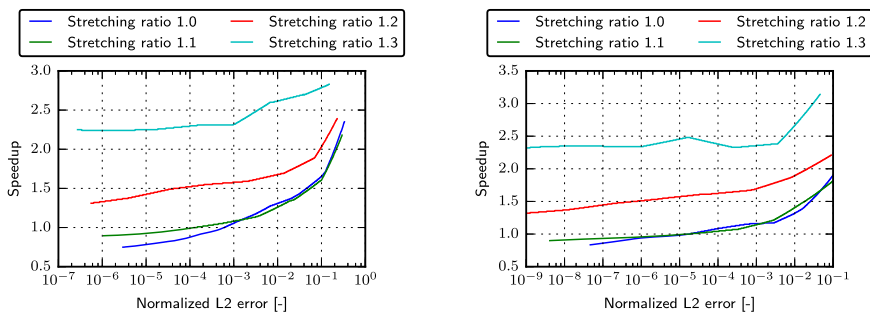 Stretching ratio 1.0 Stretching ratio 1.2
Stretching ratio 1.1 Stretching ratio 1.3
3.0
2.5
2.0
1.5
1.0
0.5
Speedup
10⁻⁷ 10⁻⁶ 10⁻⁵ 10⁻⁴ 10⁻³ 10⁻² 10⁻¹ 10⁰
Normalized L2 error [-]
Stretching ratio 1.0 Stretching ratio 1.2
Stretching ratio 1.1 Stretching ratio 1.3
3.5
3.0
2.5
2.0
1.5
1.0
0.5
Speedup
10⁻⁹ 10⁻⁸ 10⁻⁷ 10⁻⁶ 10⁻⁵ 10⁻⁴ 10⁻³ 10⁻² 10⁻¹
Normalized L2 error [-]